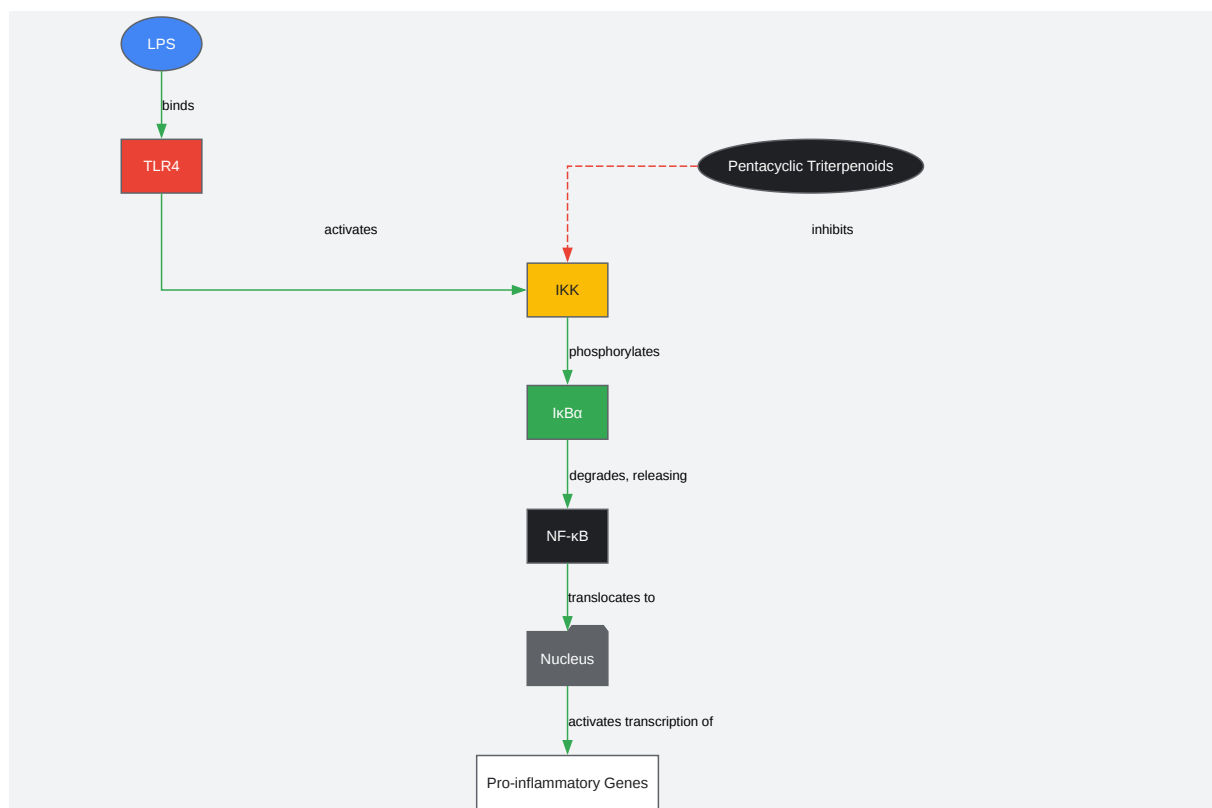 LPS
binds
TLR4
Pentacyclic Triterpenoids
activates
inhibits
IKK
phosphorylates
IκBα
degrades, releasing
NF-κB
translocates to
Nucleus
activates transcription of
Pro-inflammatory Genes